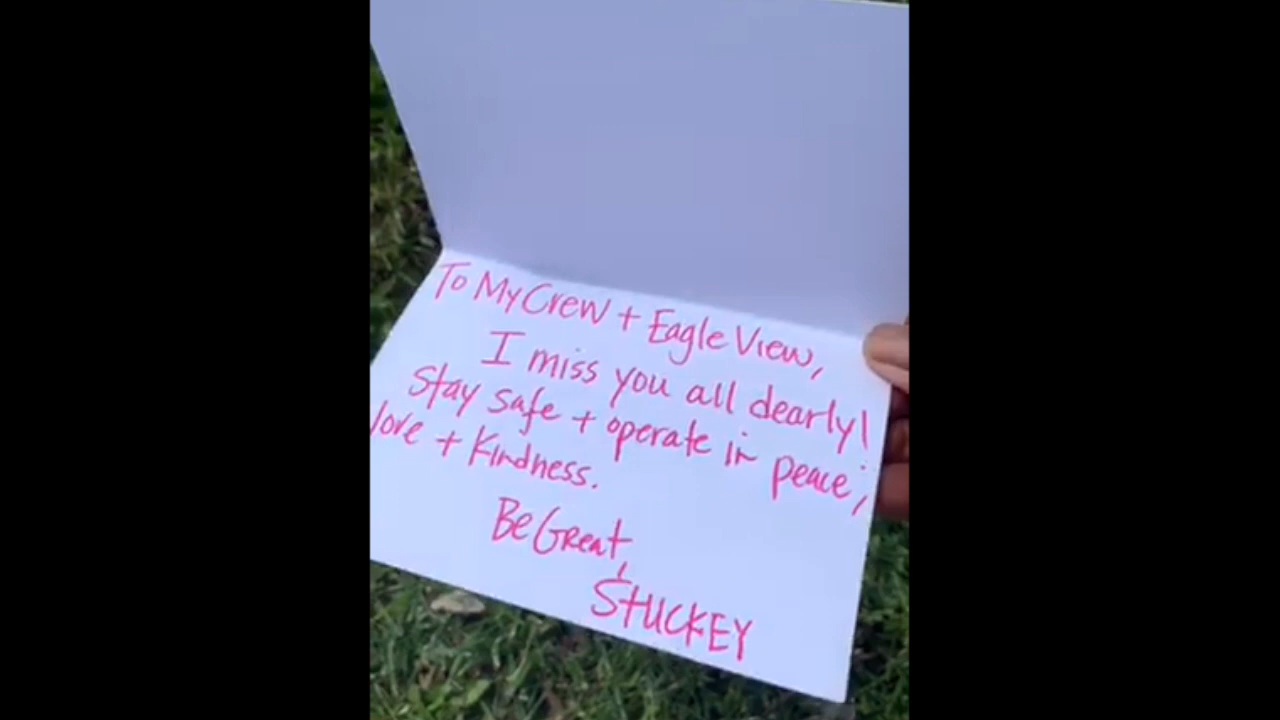 To My Crew + Eagle View,
I miss you all dearly!
Stay safe + operate in peace,
love + Kindness.
Be Great,
STUCKEY